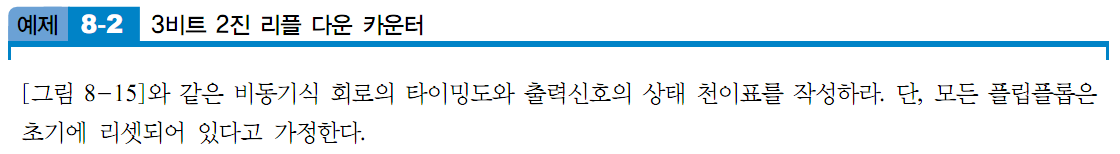 예제 8-2 3비트 2진 리플 다운 카운터
[그림 8-15]와 같은 비동기식 회로의 타이밍도와 출력신호의 상태 천이표를 작성하라. 단, 모든 플립플롭은
초기에 리셋되어 있다고 가정한다.